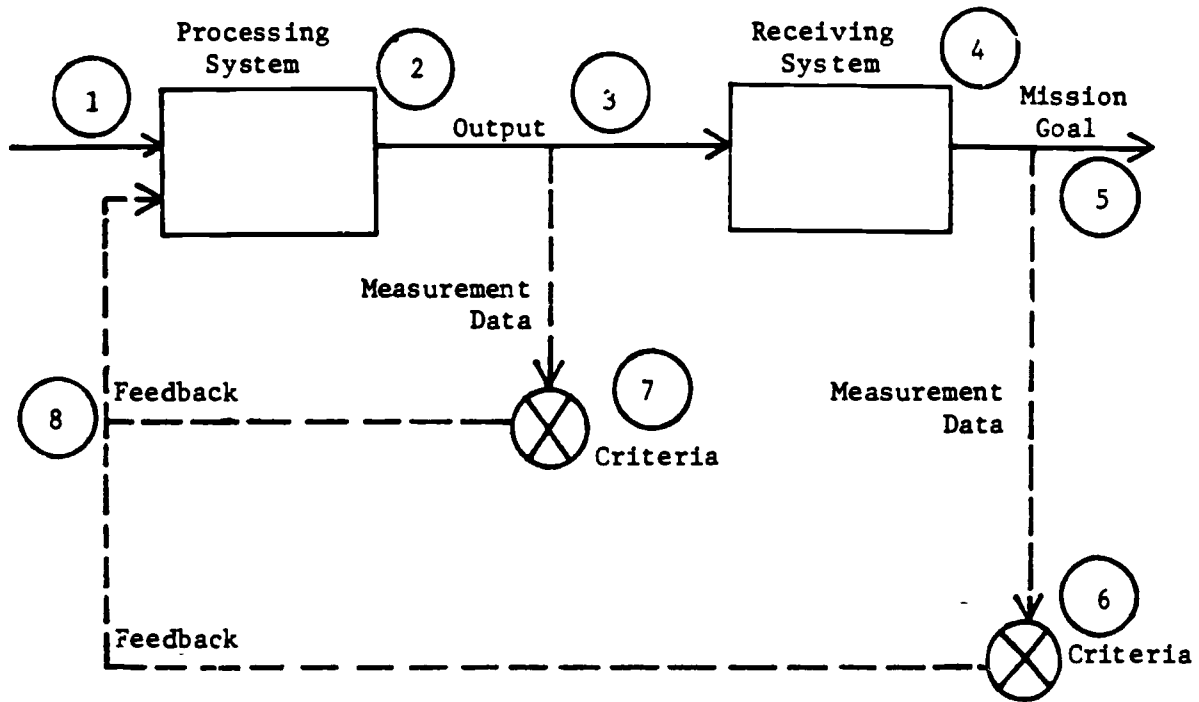 Processing
System
Receiving
System
1
2
3
4
Output
Mission
Goal
5
Measurement
Data
7
Criteria
8
Feedback
Measurement
Data
6
Criteria
Feedback